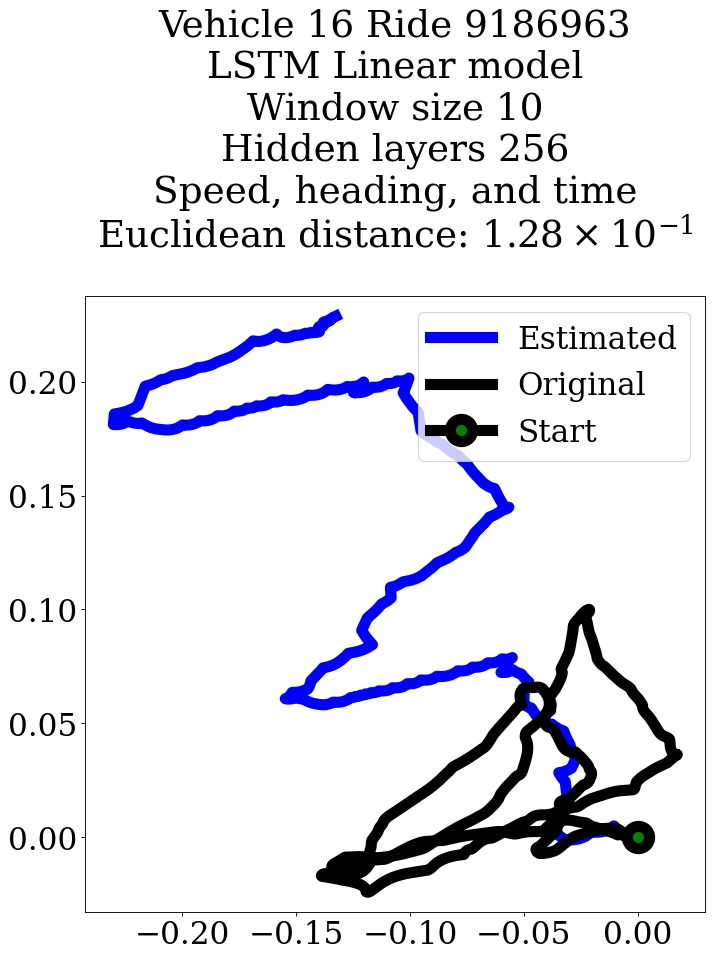 Vehicle 16 Ride 9186963
LSTM Linear model
Window size 10
Hidden layers 256
Speed, heading, and time
Euclidean distance: 1.28 × 10⁻¹
Estimated
Original
Start
0.20
0.15
0.10
0.05
0.00
−0.20 −0.15 −0.10 −0.05 0.00